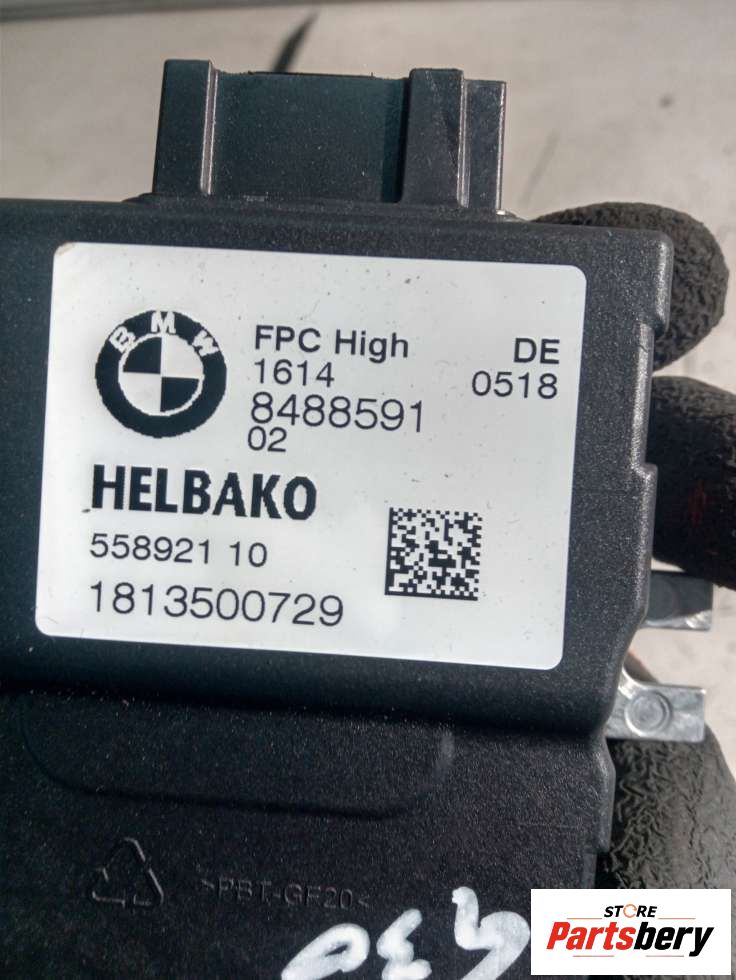 BMW
FPC High DE
1614 0518
8488591
02
HELBAKO
558921 10
1813500729
>PBT-GF20<
STORE
Partsbery